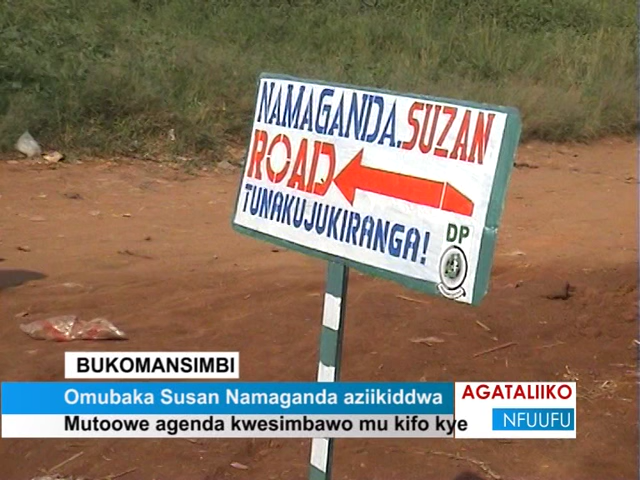 NAMAGANDA.SUZAN
ROAD
TUNAKUJUKIRANGA!
DP
BUKOMANSIMBI
Omubaka Susan Namaganda aziikiddwa
Mutoowe agenda kwesimbawo mu kifo kye
AGATALIIKO
NFUUFU